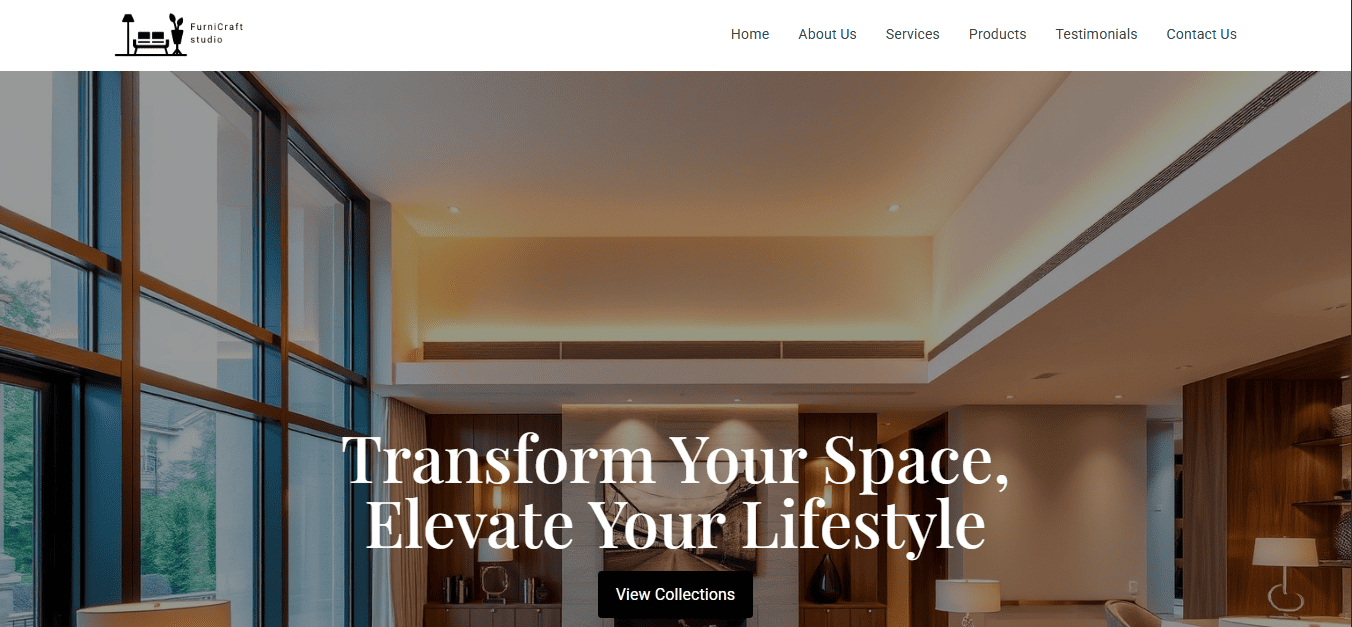 FurniCraft
studio
Home About Us Services Products Testimonials Contact Us
Transform Your Space,
Elevate Your Lifestyle
View Collections